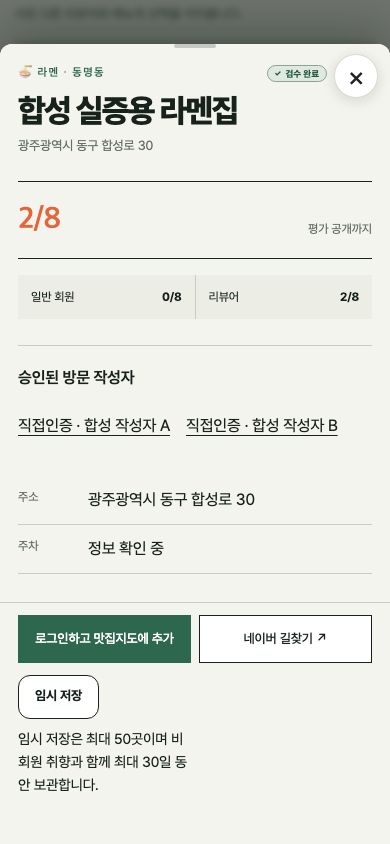 라멘 · 동명동
✓ 검수 완료
합성 실증용 라멘집
광주광역시 동구 합성로 30
2/8
평가 공개까지
일반 회원 0/8 리뷰어 2/8
승인된 방문 작성자
직접인증 · 합성 작성자 A 직접인증 · 합성 작성자 B
주소 광주광역시 동구 합성로 30
주차 정보 확인 중
로그인하고 맛집지도에 추가 네이버 길찾기 ↗
임시 저장
임시 저장은 최대 50곳이며 비
회원 취향과 함께 최대 30일 동
안 보관합니다.